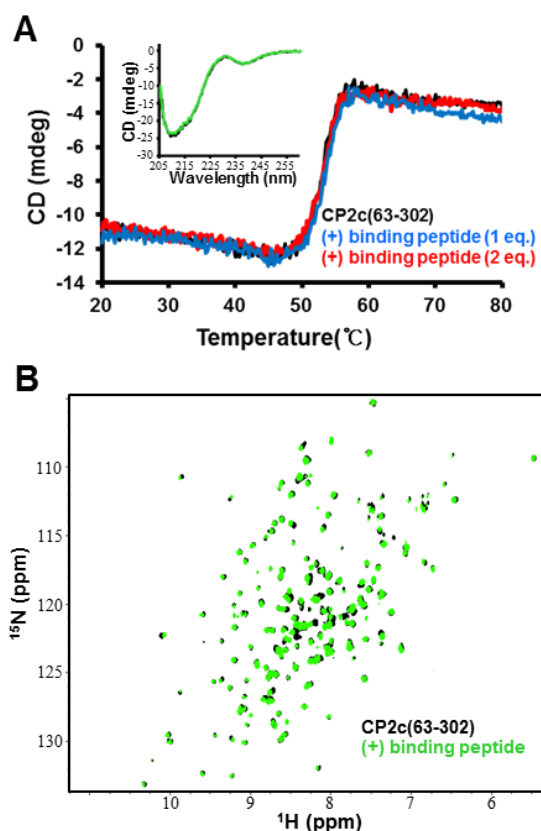 A
0
-2
-4
-6
-8
-10
-12
-14
CD (mdeg)
0
-5
-10
-15
-20
-25
-30
CD (mdeg)
205 215 225 235 245 255
Wavelength (nm)
CP2c(63-302)
(+) binding peptide (1 eq.)
(+) binding peptide (2 eq.)
20 30 40 50 60 70 80
Temperature(℃)
B
110
115
120
125
130
15N (ppm)
CP2c(63-302)
(+) binding peptide
10 9 8 7 6
1H (ppm)